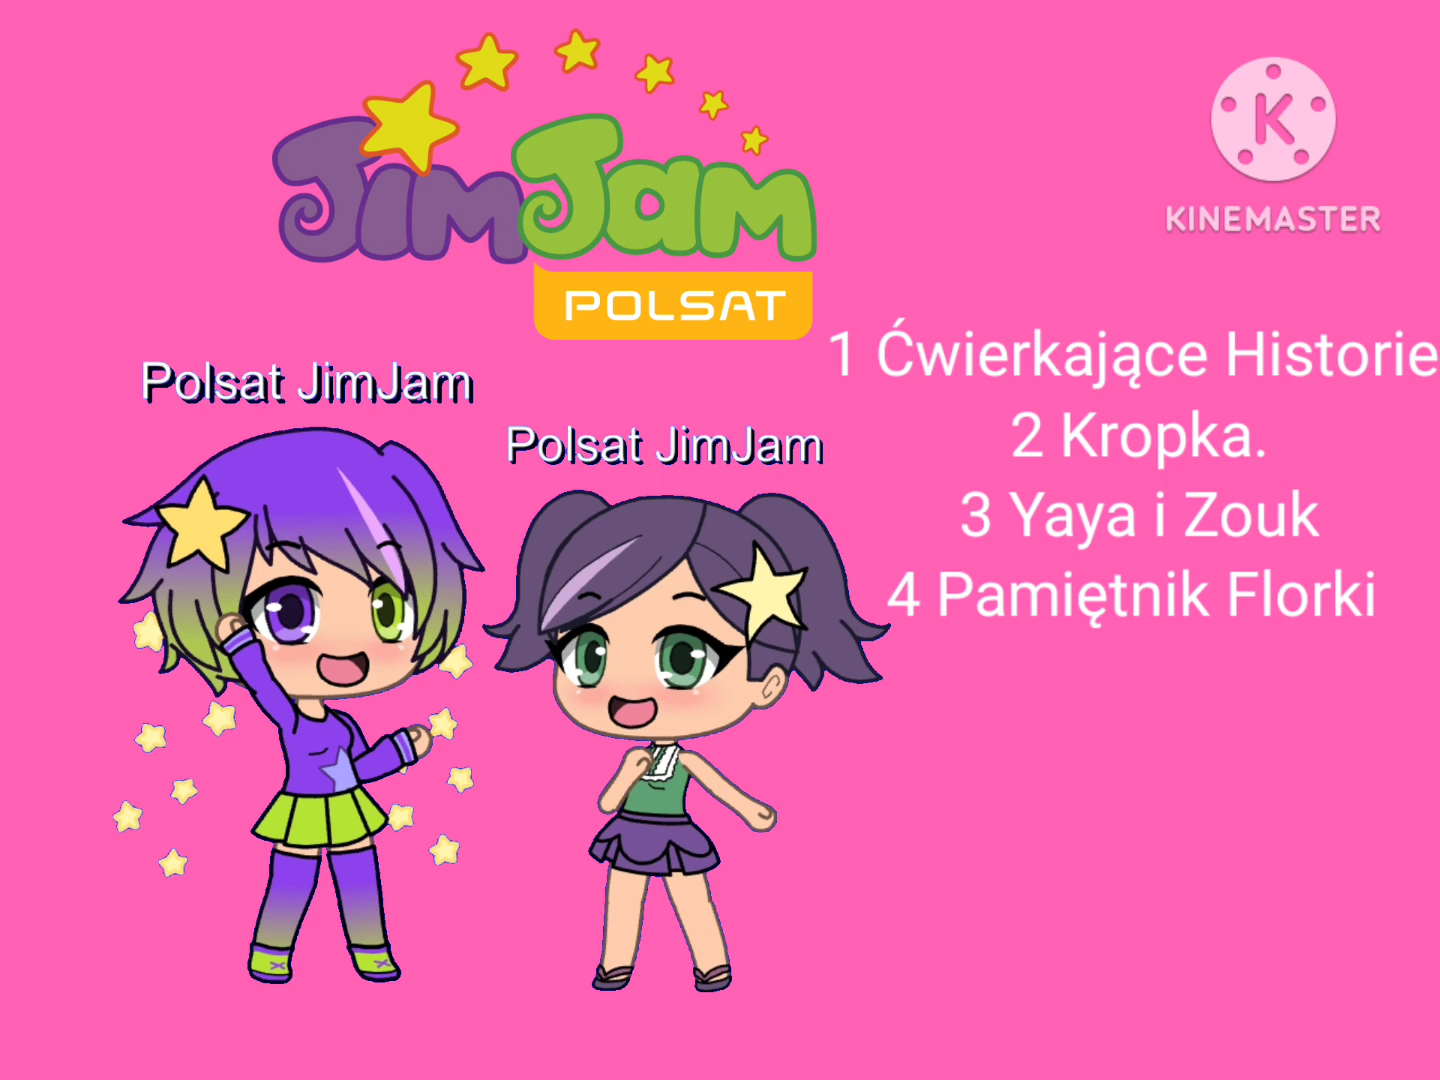 JimJam
POLSAT
K
KINEMASTER
Polsat JimJam
Polsat JimJam
1 Ćwierkające Historie
2 Kropka.
3 Yaya i Zouk
4 Pamiętnik Florki